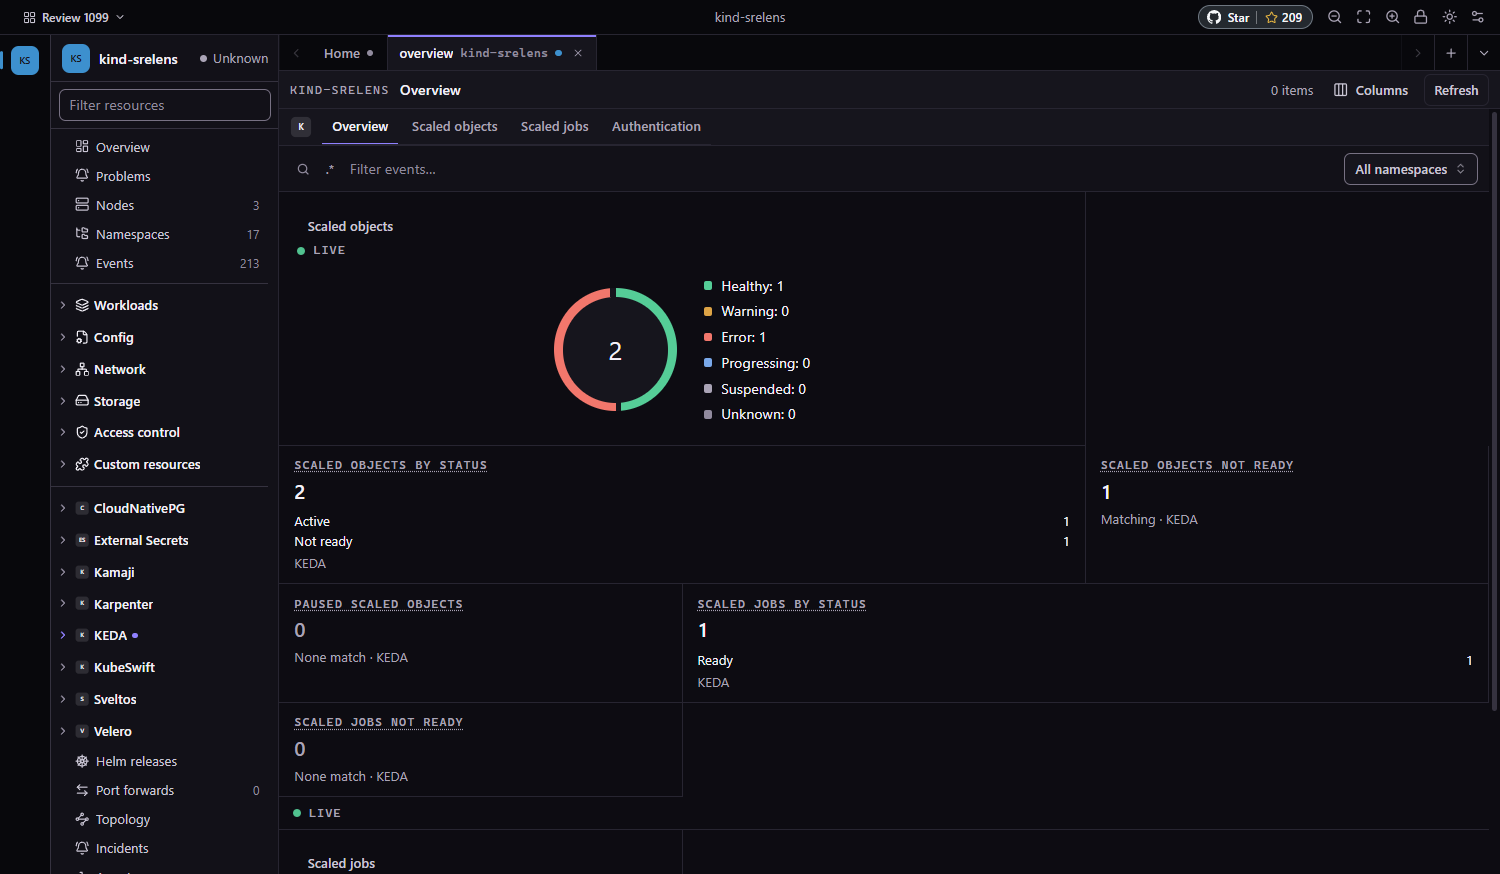 Review 1099
kind-srelens
Star 209
KS
KS kind-srelens Unknown
Home
overview kind-srelens
Filter resources
Overview
Problems
Nodes 3
Namespaces 17
Events 213
Workloads
Config
Network
Storage
Access control
Custom resources
C CloudNativePG
ES External Secrets
K Kamaji
K Karpenter
K KEDA
K KubeSwift
S Sveltos
V Velero
Helm releases
Port forwards 0
Topology
Incidents
KIND-SRELENS Overview
0 items Columns Refresh
K Overview Scaled objects Scaled jobs Authentication
.* Filter events...
All namespaces
Scaled objects
LIVE
2
Healthy: 1
Warning: 0
Error: 1
Progressing: 0
Suspended: 0
Unknown: 0
SCALED OBJECTS BY STATUS
2
Active 1
Not ready 1
KEDA
SCALED OBJECTS NOT READY
1
Matching · KEDA
PAUSED SCALED OBJECTS
0
None match · KEDA
SCALED JOBS BY STATUS
1
Ready 1
KEDA
SCALED JOBS NOT READY
0
None match · KEDA
LIVE
Scaled jobs